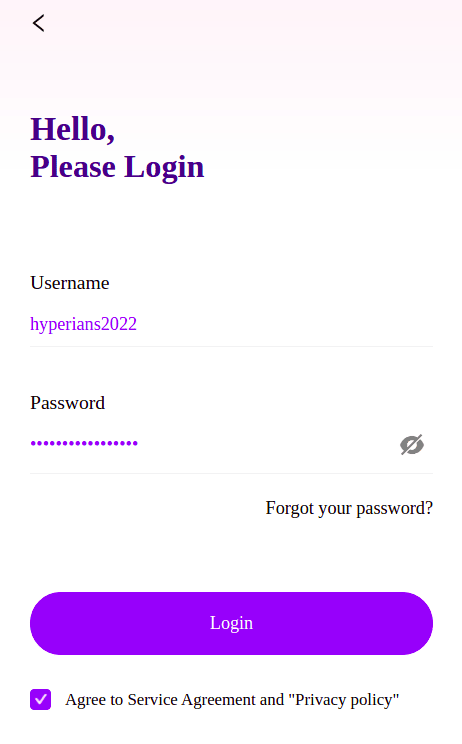 Hello,
Please Login
Username
hyperians2022
Password
•••••••••••••••••
Forgot your password?
Login
Agree to Service Agreement and "Privacy policy"